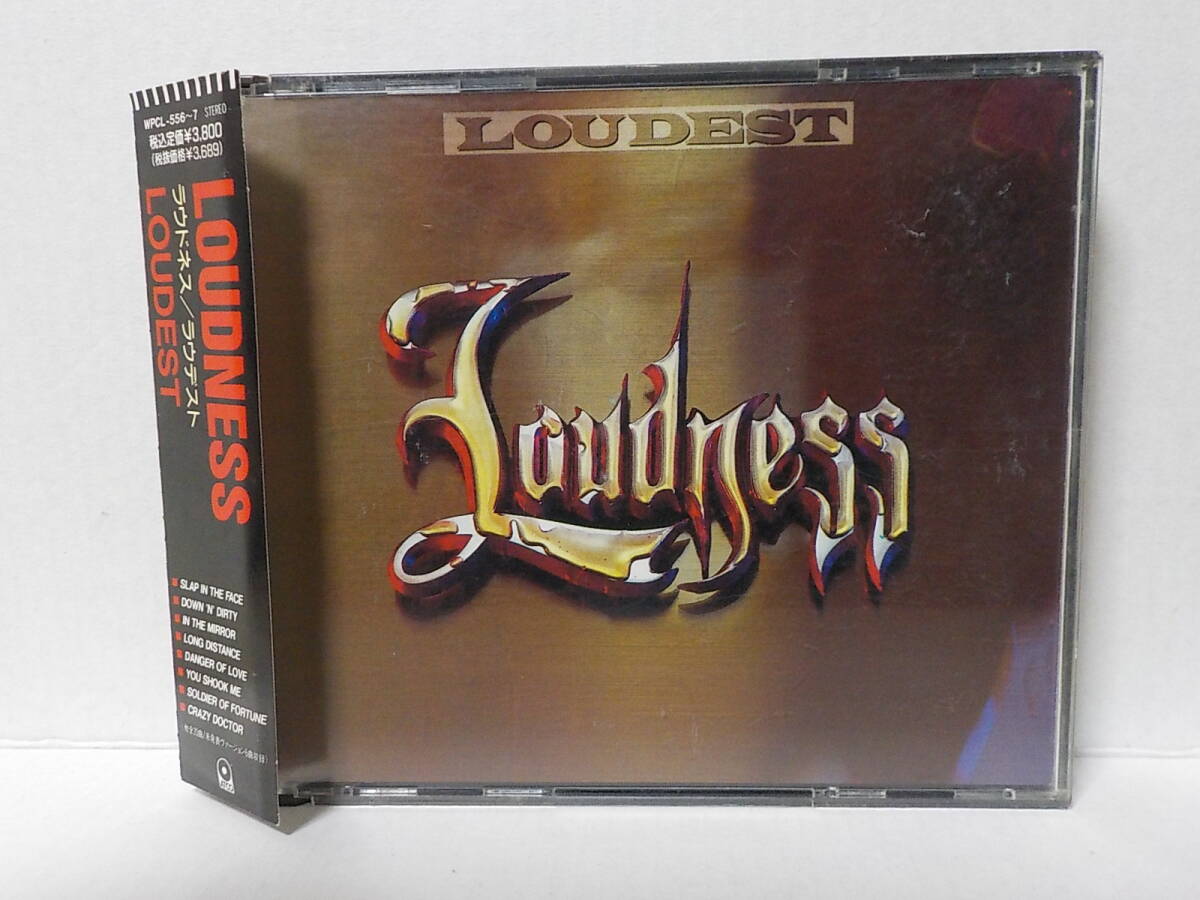 WPCL-556~7 STEREO
税込定価¥3,800
(税抜価格¥3,689)
LOUDNESS
ラウドネス/ラウデスト
LOUDEST
SLAP IN THE FACE
DOWN 'N' DIRTY
IN THE MIRROR
LONG DISTANCE
DANGER OF LOVE
YOU SHOOK ME
SOLDIER OF FORTUNE
CRAZY DOCTOR
ATCO
LOUDEST
Loudness